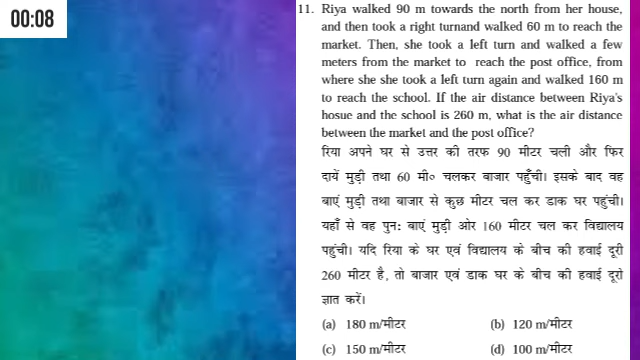 00:08
11. Riya walked 90 m towards the north from her house,
and then took a right turnand walked 60 m to reach the
market. Then, she took a left turn and walked a few
meters from the market to reach the post office, from
where she she took a left turn again and walked 160 m
to reach the school. If the air distance between Riya's
hosue and the school is 260 m, what is the air distance
between the market and the post office?
रिया अपने घर से उत्तर की तरफ 90 मीटर चली और फिर
दायें मुड़ी तथा 60 मी० चलकर बाजार पहुँची। इसके बाद वह
बाएं मुड़ी तथा बाजार से कुछ मीटर चल कर डाक घर पहुंची।
यहाँ से वह पुन: बाएं मुड़ी ओर 160 मीटर चल कर विद्यालय
पहुंची। यदि रिया के घर एवं विद्यालय के बीच की हवाई दूरी
260 मीटर है, तो बाजार एवं डाक घर के बीच की हवाई दूरी
ज्ञात करें।
(a) 180 m/मीटर (b) 120 m/मीटर
(c) 150 m/मीटर (d) 100 m/मीटर